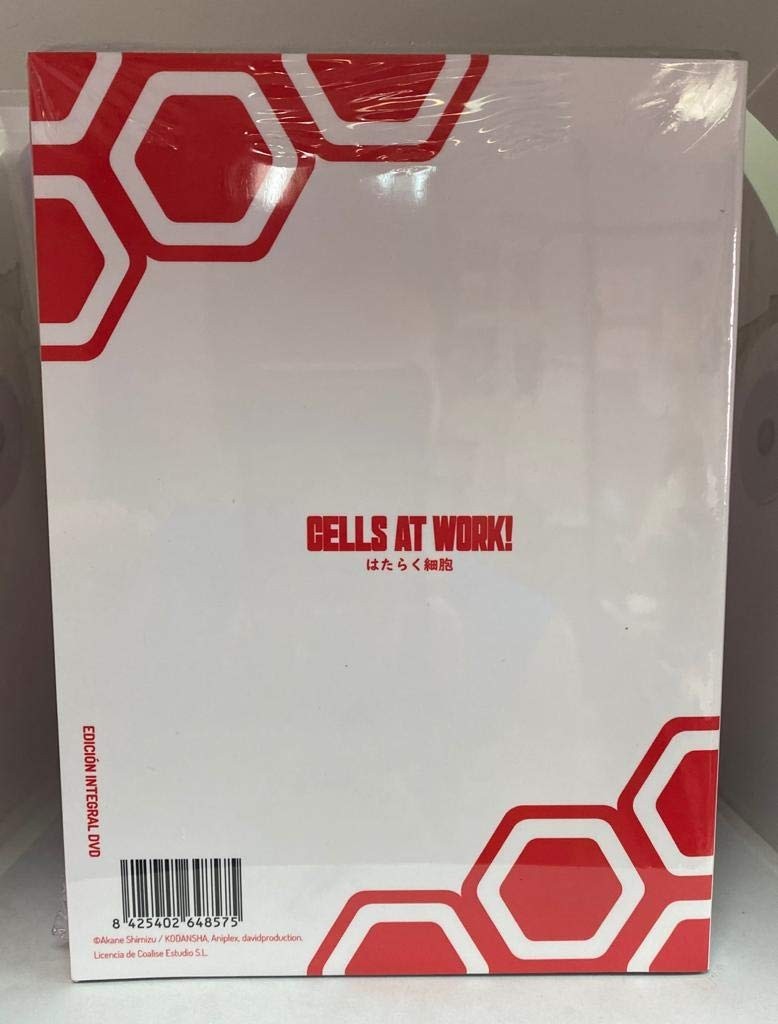 CELLS AT WORK!
はたらく細胞
EDICIÓN INTEGRAL DVD
8 425402 648575
©Akane Shimizu / KODANSHA, Aniplex, davidproduction.
Licencia de Coalise Estudio S.L.